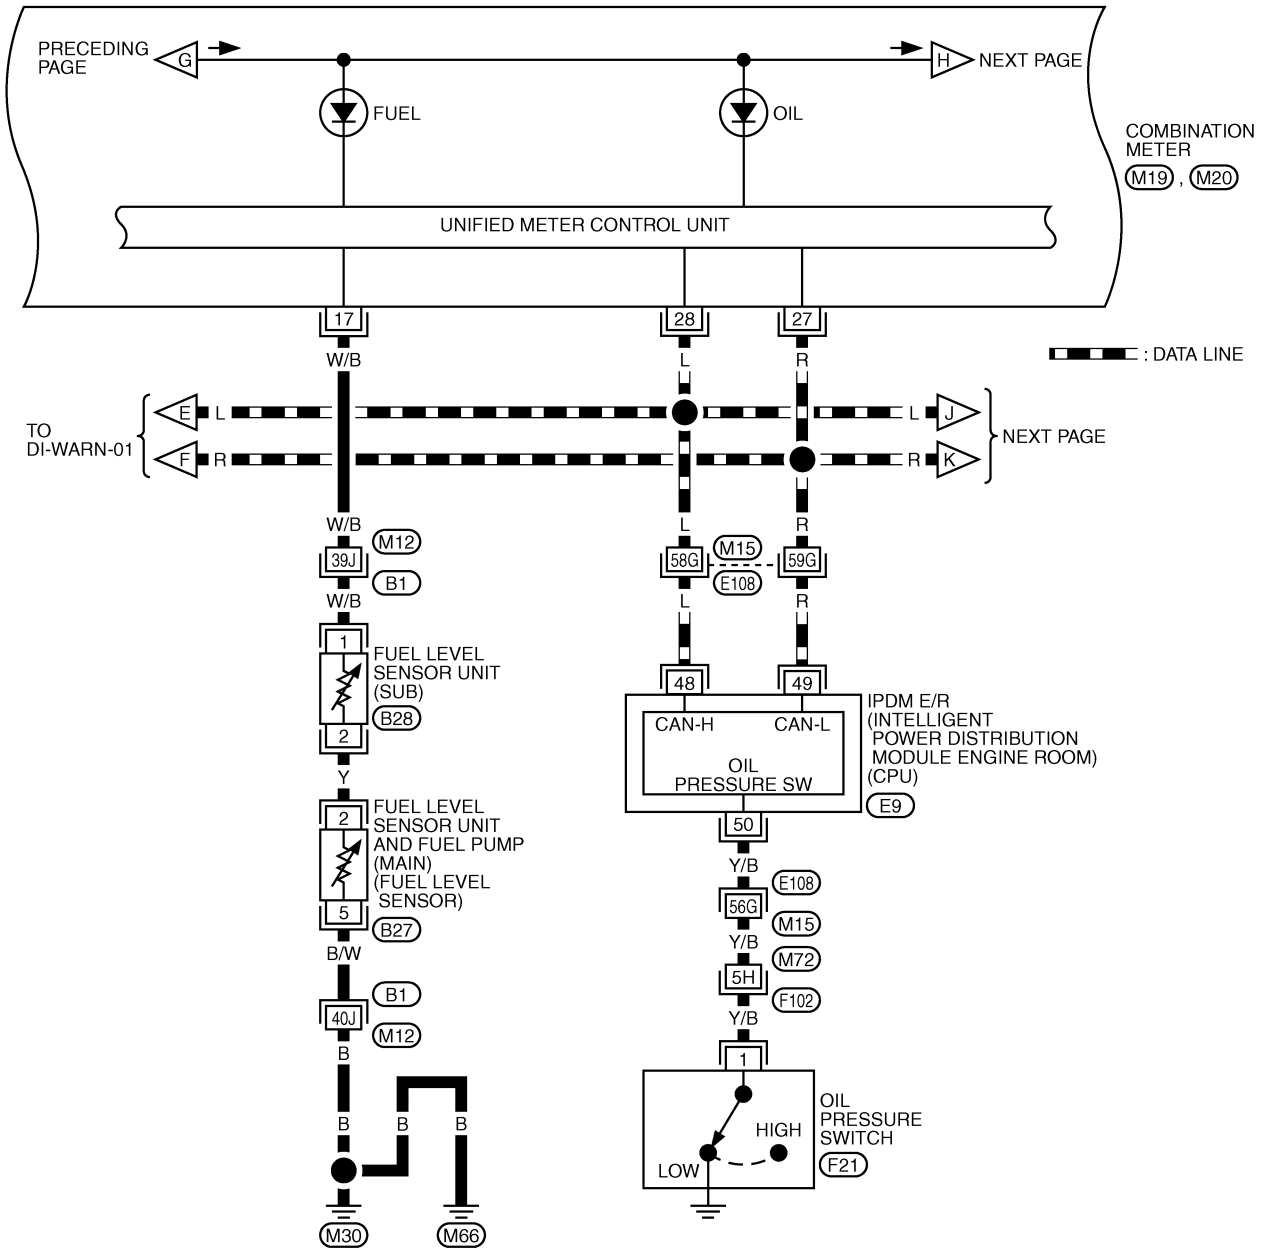 PRECEDING
PAGE
G
H
NEXT PAGE
FUEL
OIL
COMBINATION
METER
M19 , M20
UNIFIED METER CONTROL UNIT
17
28
27
W/B
L
R
: DATA LINE
TO
DI-WARN-01
E
L
L
J
F
R
R
K
NEXT PAGE
W/B
L
R
39J
M12
B1
58G
M15
E108
59G
W/B
L
R
1
FUEL LEVEL
SENSOR UNIT
(SUB)
B28
2
Y
48
49
CAN-H
CAN-L
OIL
PRESSURE SW
IPDM E/R
(INTELLIGENT
POWER DISTRIBUTION
MODULE ENGINE ROOM)
(CPU)
E9
2
FUEL LEVEL
SENSOR UNIT
AND FUEL PUMP
(MAIN)
(FUEL LEVEL
SENSOR)
5
B27
B/W
50
Y/B
E108
56G
M15
Y/B
M72
5H
F102
Y/B
B1
40J
M12
B
B
B
B
M30
M66
1
OIL
PRESSURE
SWITCH
F21
HIGH
LOW